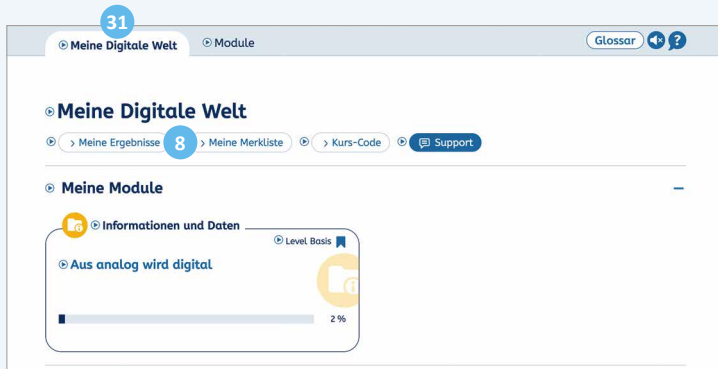 31
Meine Digitale Welt Module Glossar ?
Meine Digitale Welt
> Meine Ergebnisse 8 > Meine Merkliste > Kurs-Code Support
Meine Module
Informationen und Daten
Level Basis
Aus analog wird digital
2 %